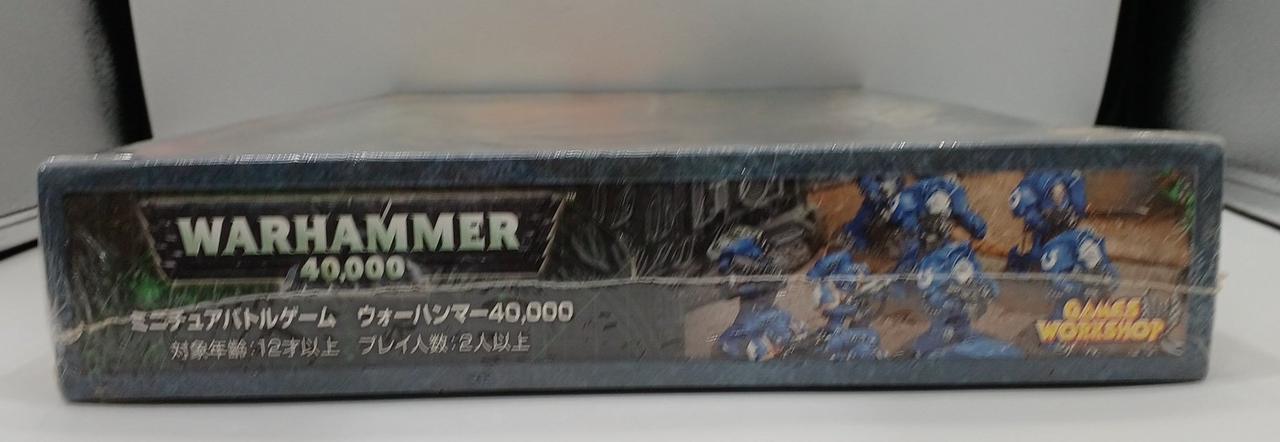 WARHAMMER
40,000
ミニチュアバトルゲーム ウォーハンマー40,000
対象年齢:12才以上 プレイ人数:2人以上
GAMES
WORKSHOP